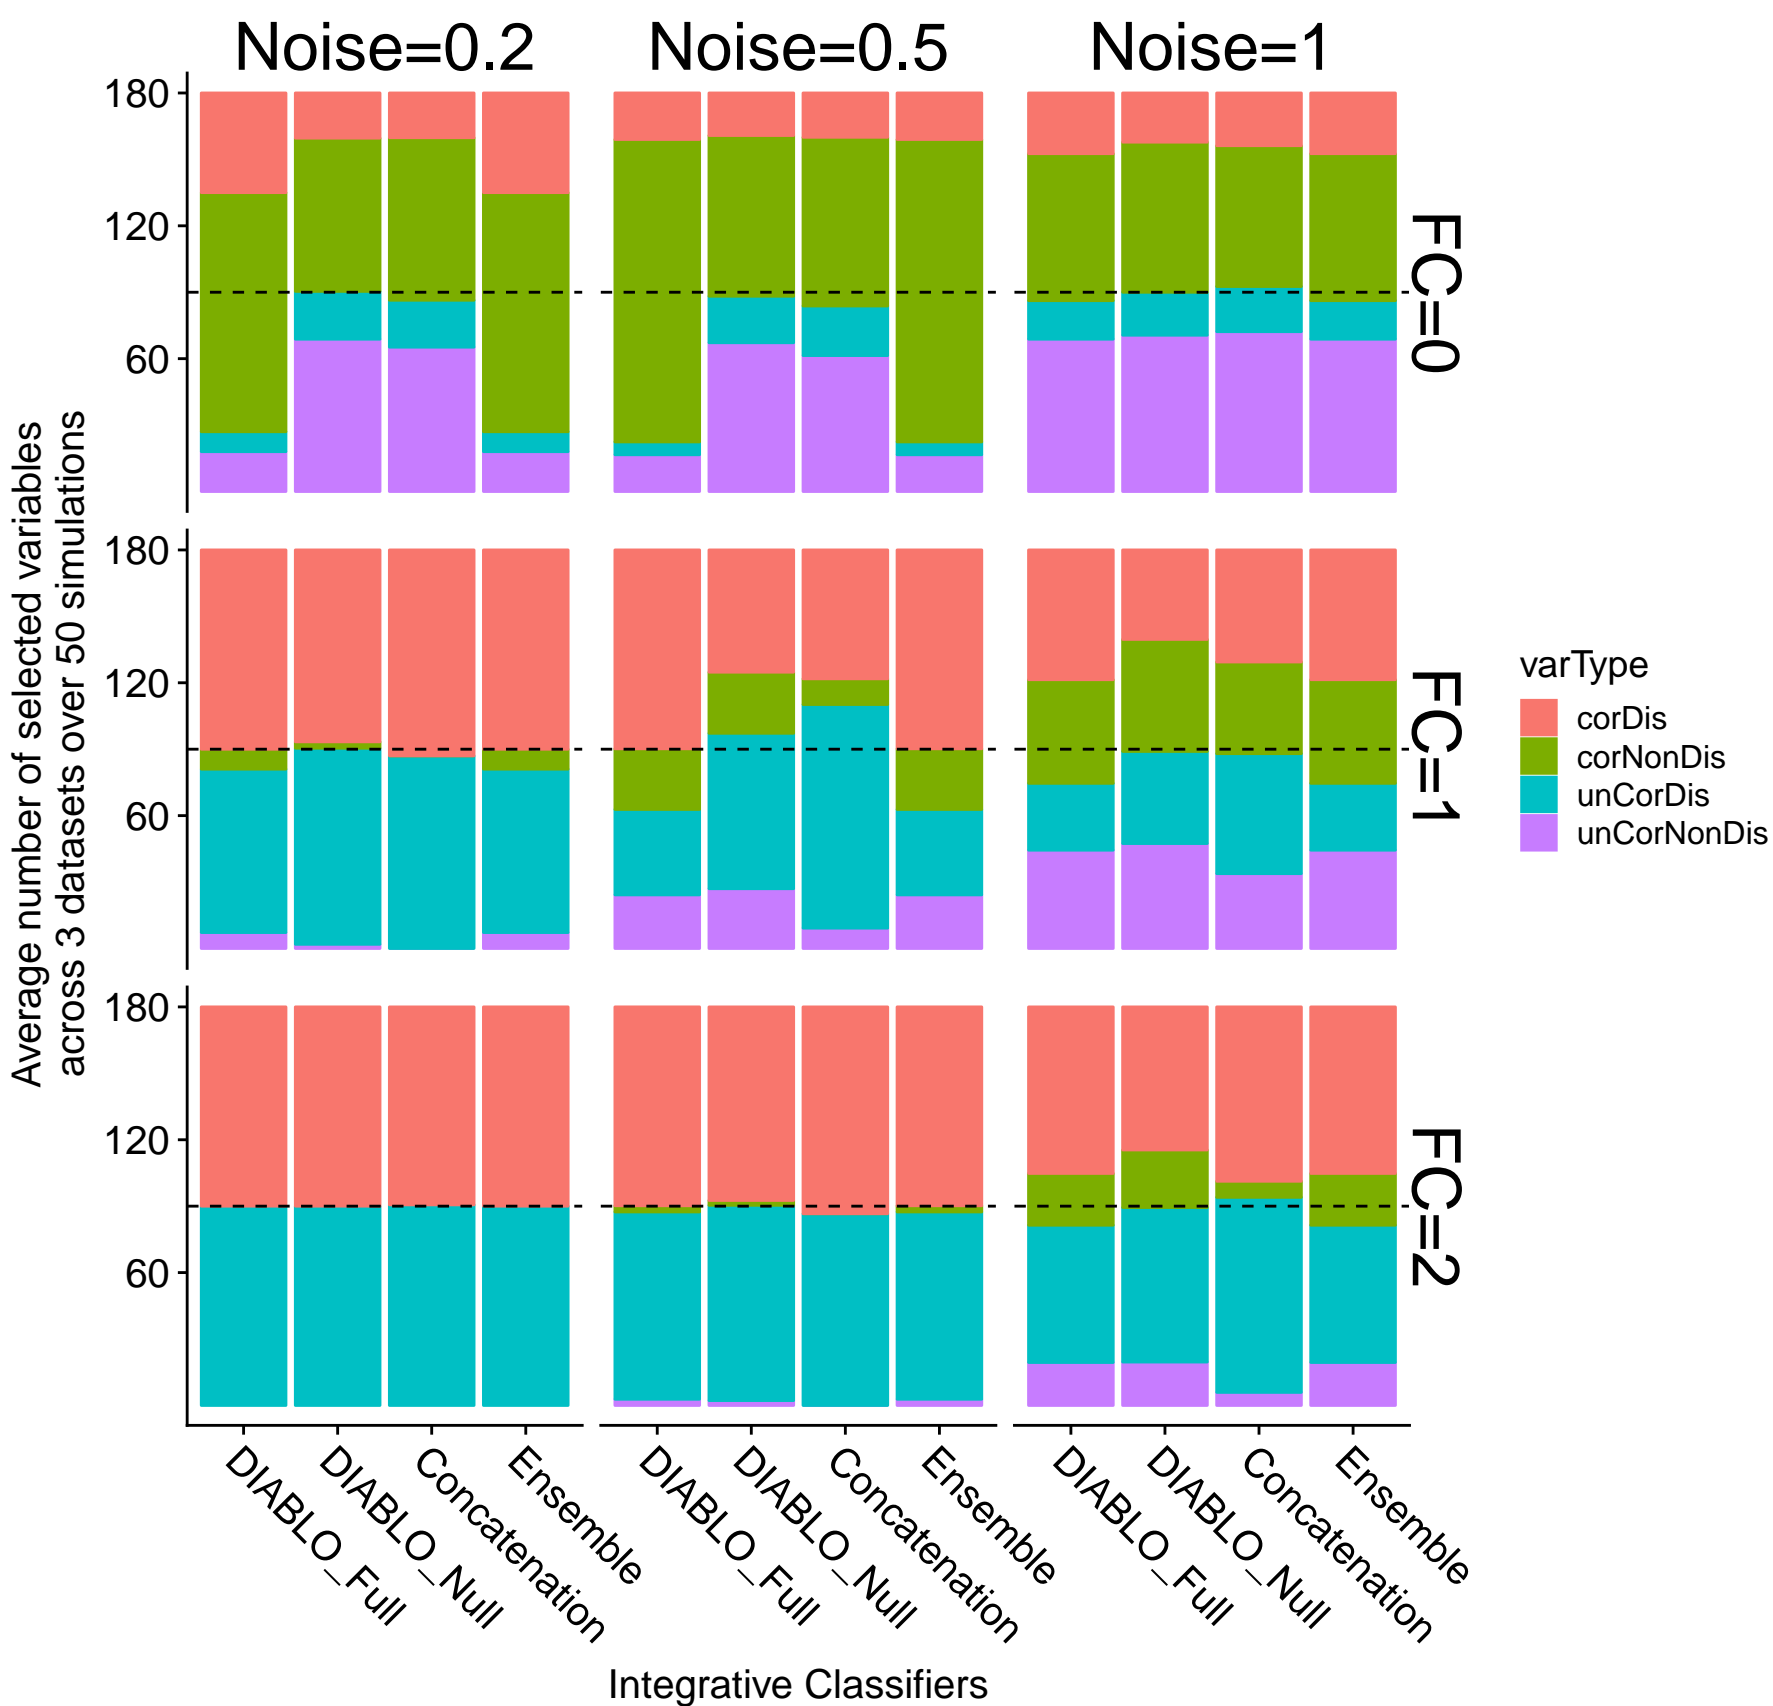 Noise=0.2 Noise=0.5 Noise=1
180
120
60
FC=0
180
120
60
FC=1
180
120
60
FC=2
Average number of selected variables
across 3 datasets over 50 simulations
varType
corDis
corNonDis
unCorDis
unCorNonDis
DIABLO_Full
DIABLO_Null
Concatenation
Ensemble
DIABLO_Full
DIABLO_Null
Concatenation
Ensemble
DIABLO_Full
DIABLO_Null
Concatenation
Ensemble
Integrative Classifiers